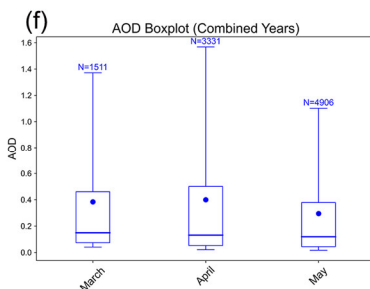 (f)
AOD Boxplot (Combined Years)
N=1511
N=3331
N=4906
AOD
1.6
1.4
1.2
1.0
0.8
0.6
0.4
0.2
0.0
March
April
May